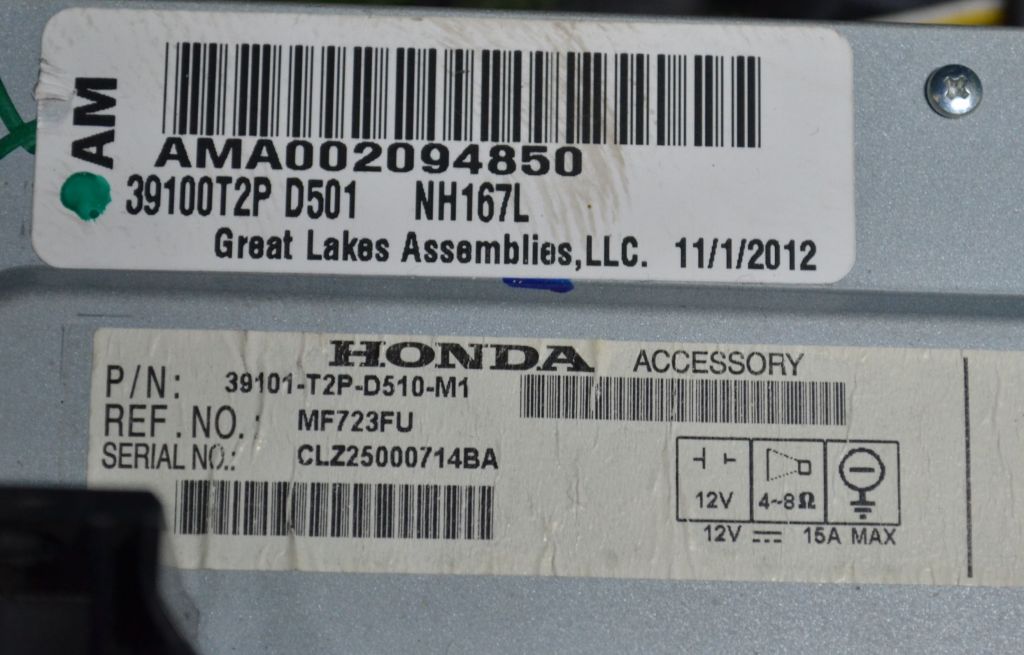 AM
AMA002094850
39100T2P D501 NH167L
Great Lakes Assemblies,LLC. 11/1/2012
HONDA ACCESSORY
P/N: 39101-T2P-D510-M1
REF.NO.: MF723FU
SERIAL NO.: CLZ25000714BA
12V 4~8Ω
12V ⎓ 15A MAX